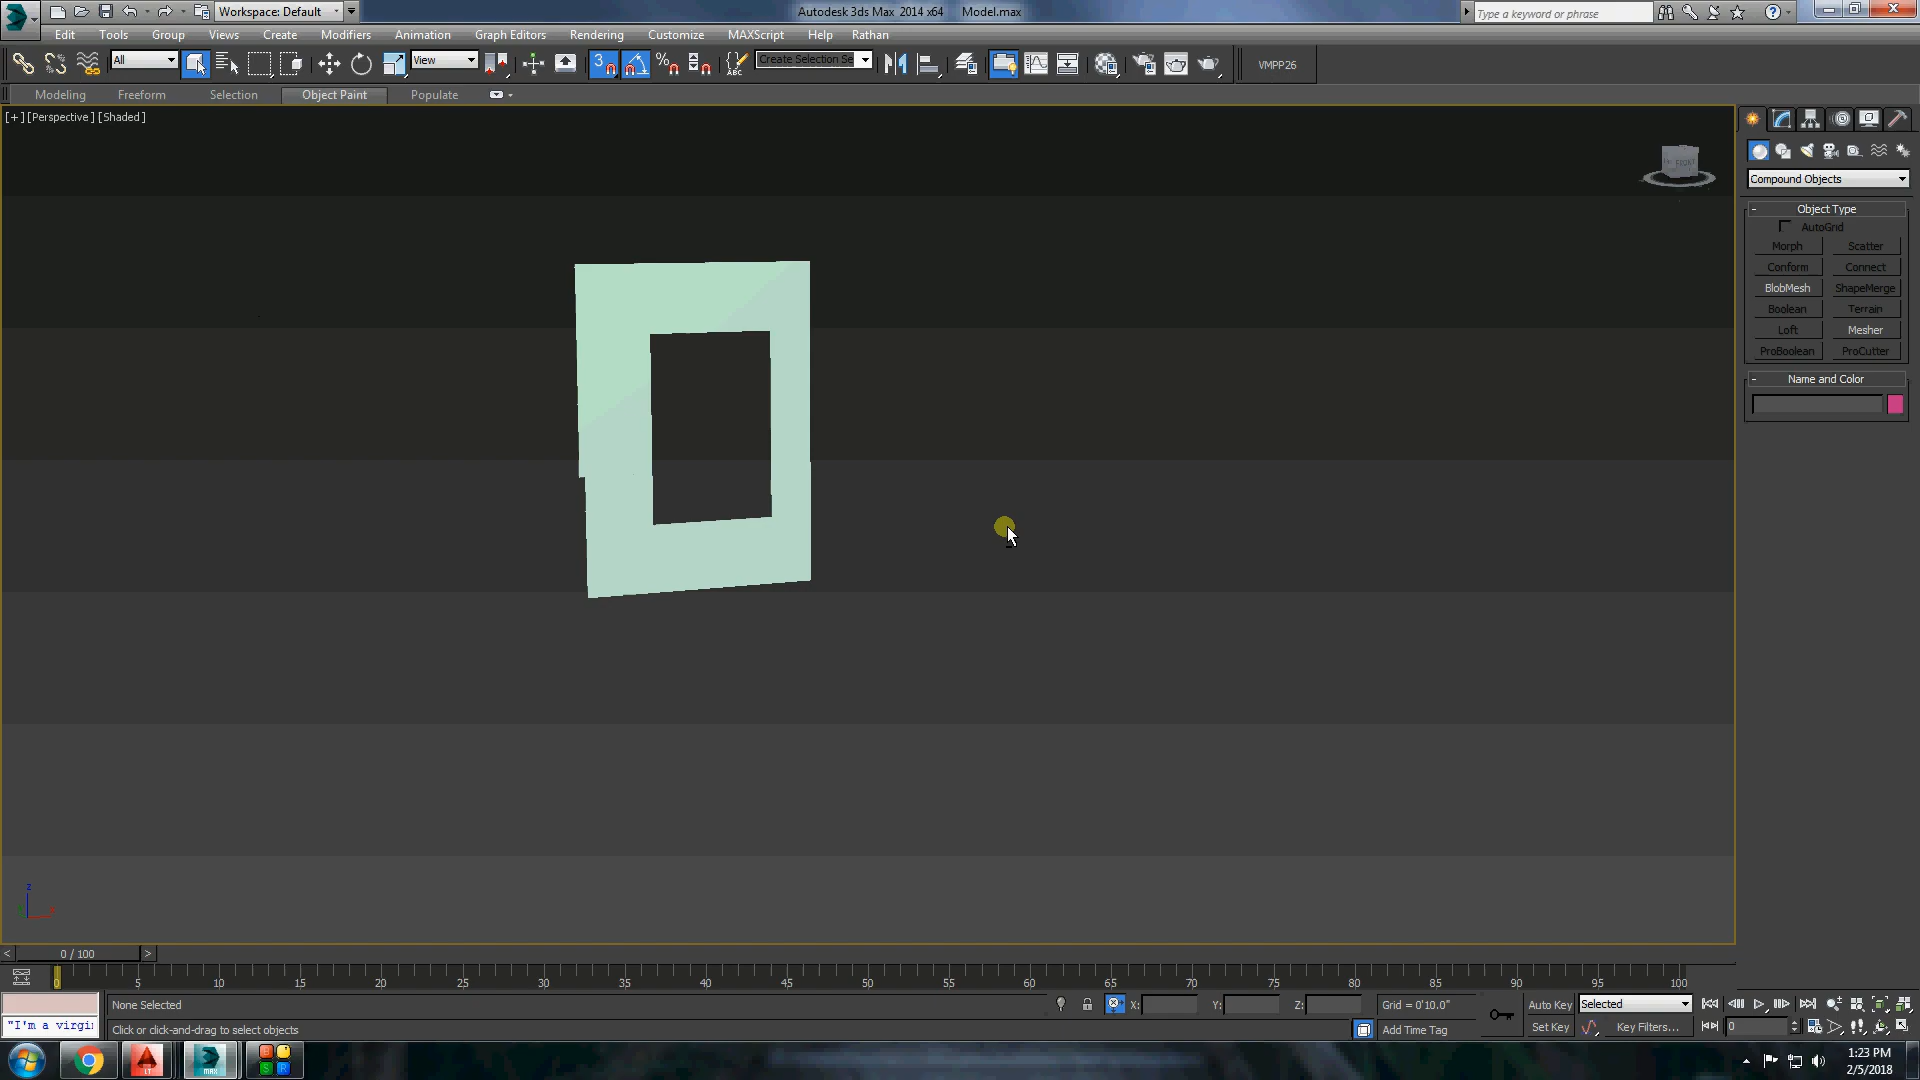 Workspace: Default
Autodesk 3ds Max 2014 x64 Model.max
Type a keyword or phrase
Edit Tools Group Views Create Modifiers Animation Graph Editors Rendering Customize MAXScript Help Rathan
All View 3 % ABC Create Selection Se VMPP26
Modeling Freeform Selection Object Paint Populate
[+] [Perspective] [Shaded]
FRONT
Compound Objects
- Object Type
AutoGrid
Morph Scatter
Conform Connect
BlobMesh ShapeMerge
Boolean Terrain
Loft Mesher
ProBoolean ProCutter
- Name and Color
z
< 0 / 100 >
0 5 10 15 20 25 30 35 40 45 50 55 60 65 70 75 80 85 90 95 100
None Selected X: Y: Z: Grid = 0'10.0" Auto Key Selected
"I'm a virgi
Click or click-and-drag to select objects Add Time Tag Set Key Key Filters... 0
LT MAX B S R
1:23 PM
2/5/2018